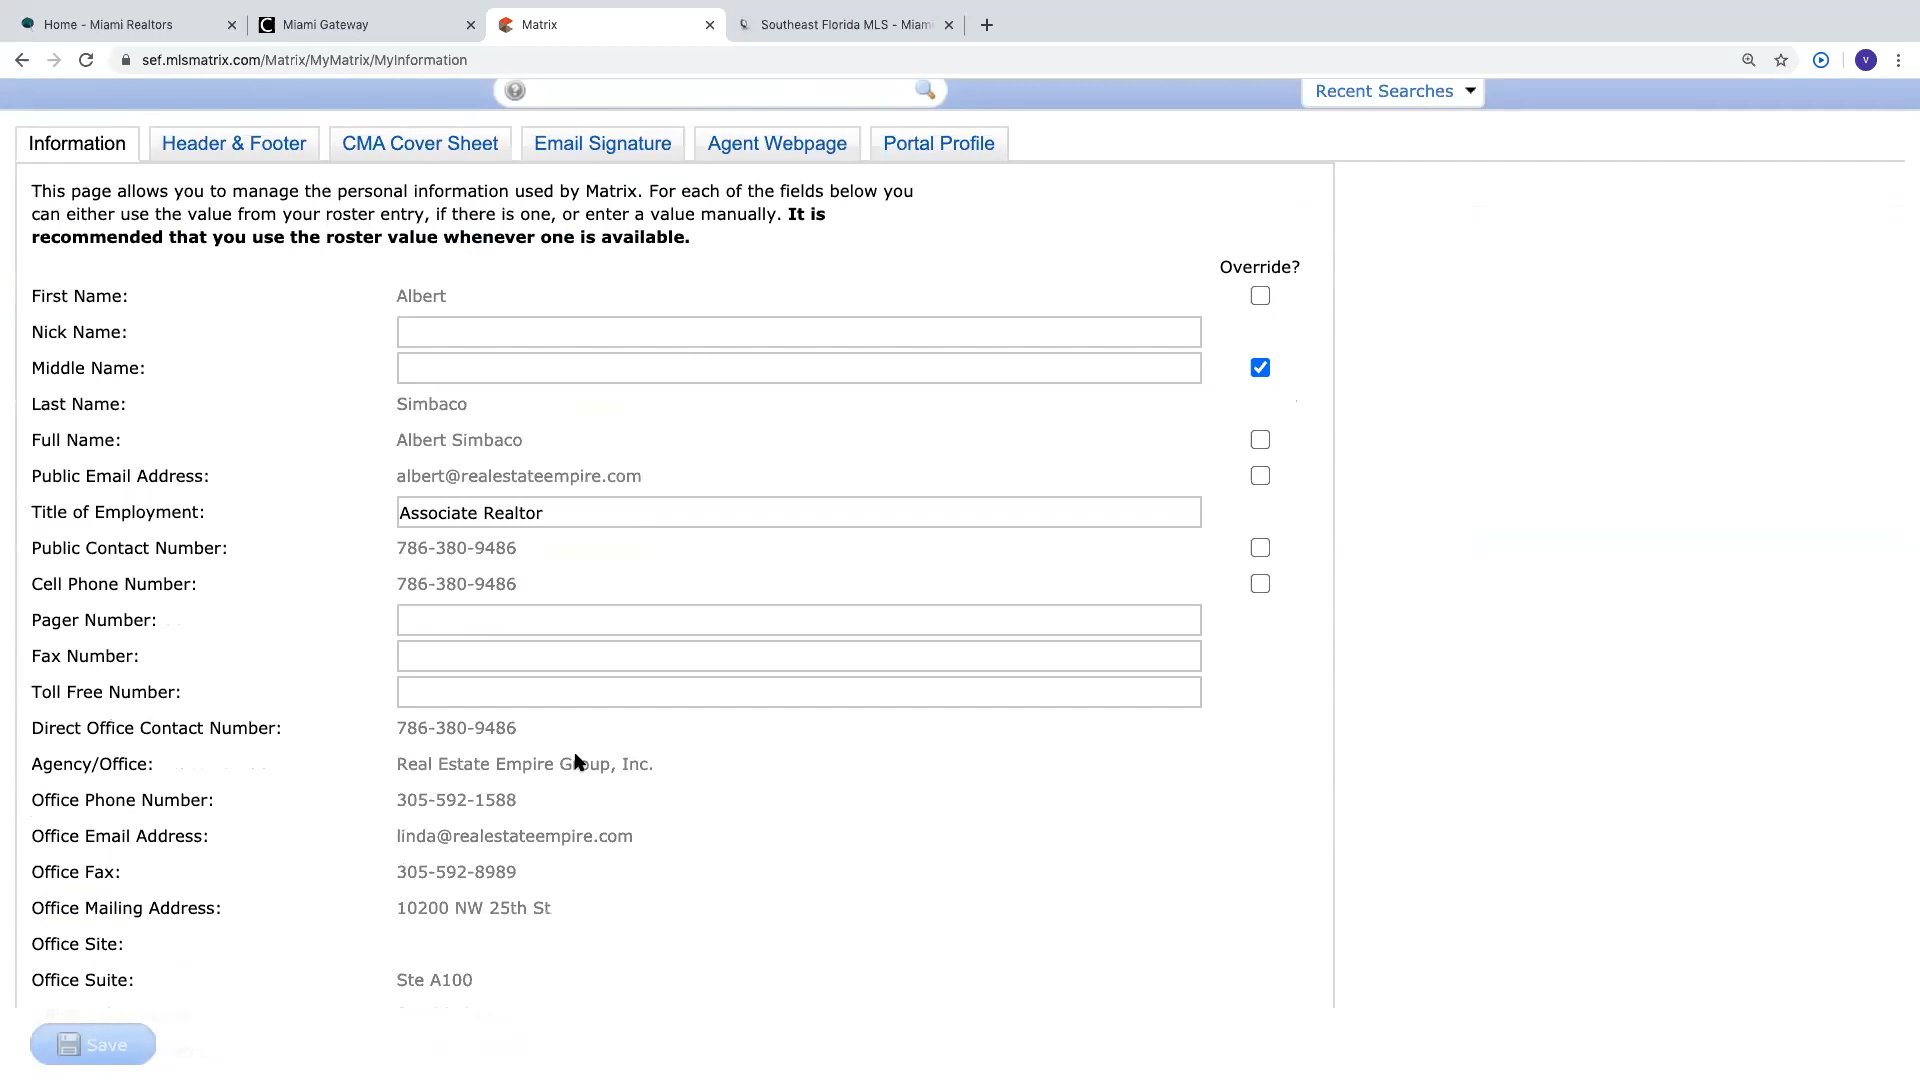 Home - Miami Realtors
Miami Gateway
Matrix
Southeast Florida MLS - Miam
sef.mlsmatrix.com/Matrix/MyMatrix/MyInformation
V
?
Recent Searches
Information
Header & Footer
CMA Cover Sheet
Email Signature
Agent Webpage
Portal Profile
This page allows you to manage the personal information used by Matrix. For each of the fields below you
can either use the value from your roster entry, if there is one, or enter a value manually. It is
recommended that you use the roster value whenever one is available.
Override?
First Name: Albert
Nick Name:
Middle Name:
Last Name: Simbaco
Full Name: Albert Simbaco
Public Email Address: albert@realestateempire.com
Title of Employment: Associate Realtor
Public Contact Number: 786-380-9486
Cell Phone Number: 786-380-9486
Pager Number:
Fax Number:
Toll Free Number:
Direct Office Contact Number: 786-380-9486
Agency/Office: Real Estate Empire Group, Inc.
Office Phone Number: 305-592-1588
Office Email Address: linda@realestateempire.com
Office Fax: 305-592-8989
Office Mailing Address: 10200 NW 25th St
Office Site:
Office Suite: Ste A100
Save